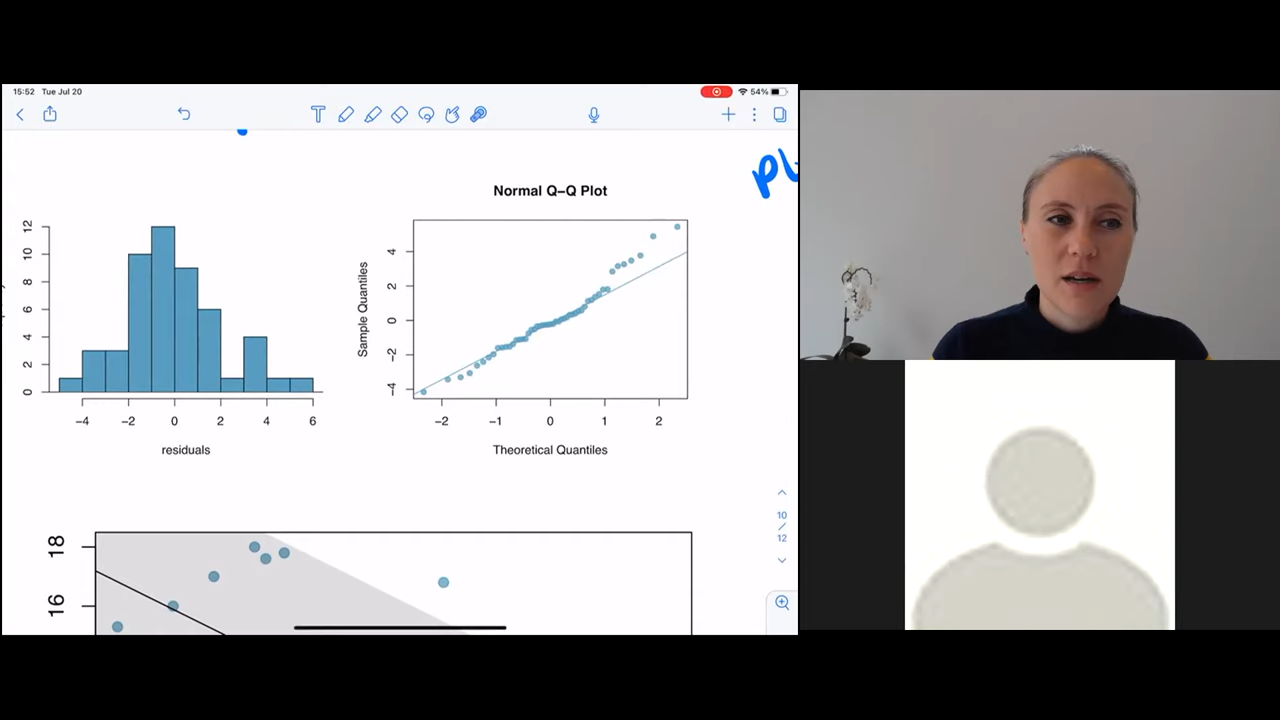 15:52 Tue Jul 20
54%
T
Pl
Normal Q–Q Plot
12
10
8
6
4
2
0
−4 −2 0 2 4 6
residuals
Sample Quantiles
4
2
0
−2
−4
−2 −1 0 1 2
Theoretical Quantiles
10
/
12
18
16